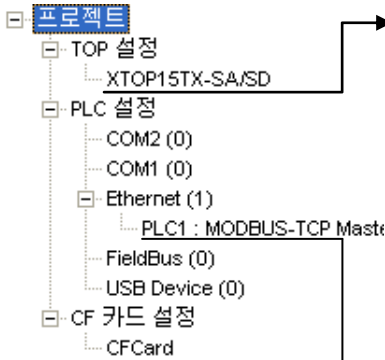 프로젝트
TOP 설정
XTOP15TX-SA/SD
PLC 설정
COM2 (0)
COM1 (0)
Ethernet (1)
PLC1 : MODBUS-TCP Maste
FieldBus (0)
USB Device (0)
CF 카드 설정
CFCard